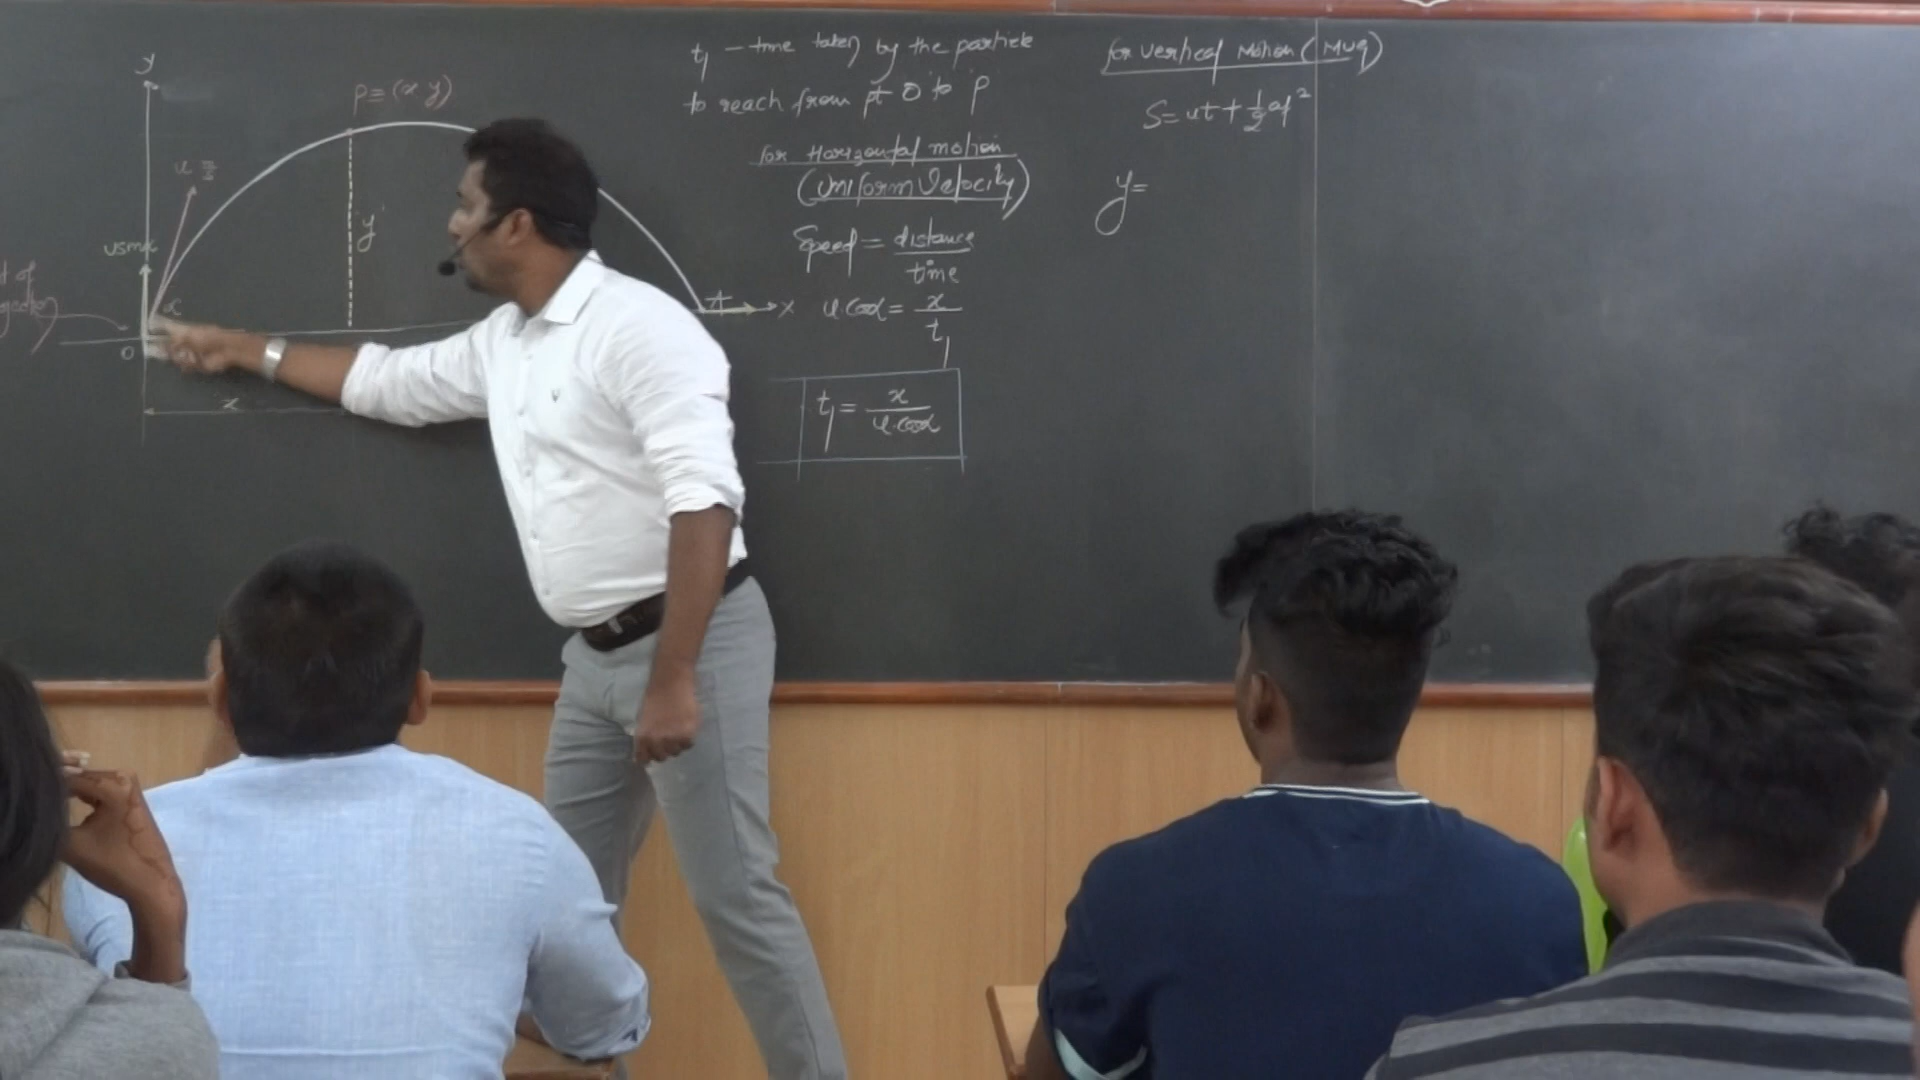 y
P ≡ (x y)
u
usinα
α
'y'
O
x
A
x
t₁ – time taken by the particle
to reach from pt O to P
for Horizontal motion
(Uniform Velocity)
Speed = distance / time
u.cosα = x / t₁
t₁ = x / u.cosα
for vertical Motion (MUG)
S = ut + ½at²
y =